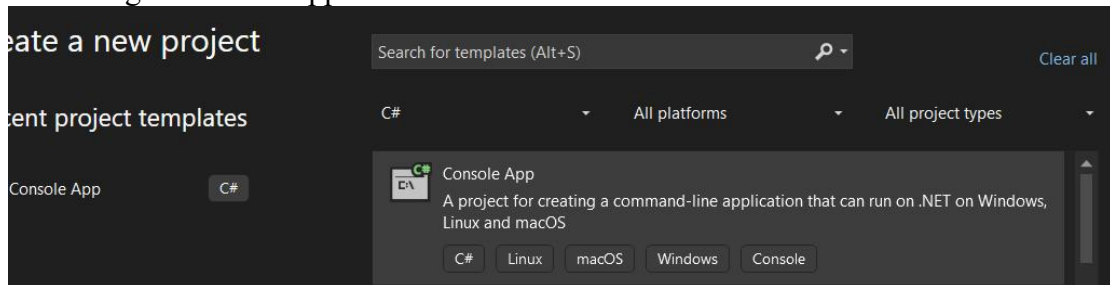 eate a new project
Search for templates (Alt+S)
Clear all
cent project templates
C#
All platforms
All project types
Console App
C#
C#
C:\
Console App
A project for creating a command-line application that can run on .NET on Windows,
Linux and macOS
C#
Linux
macOS
Windows
Console